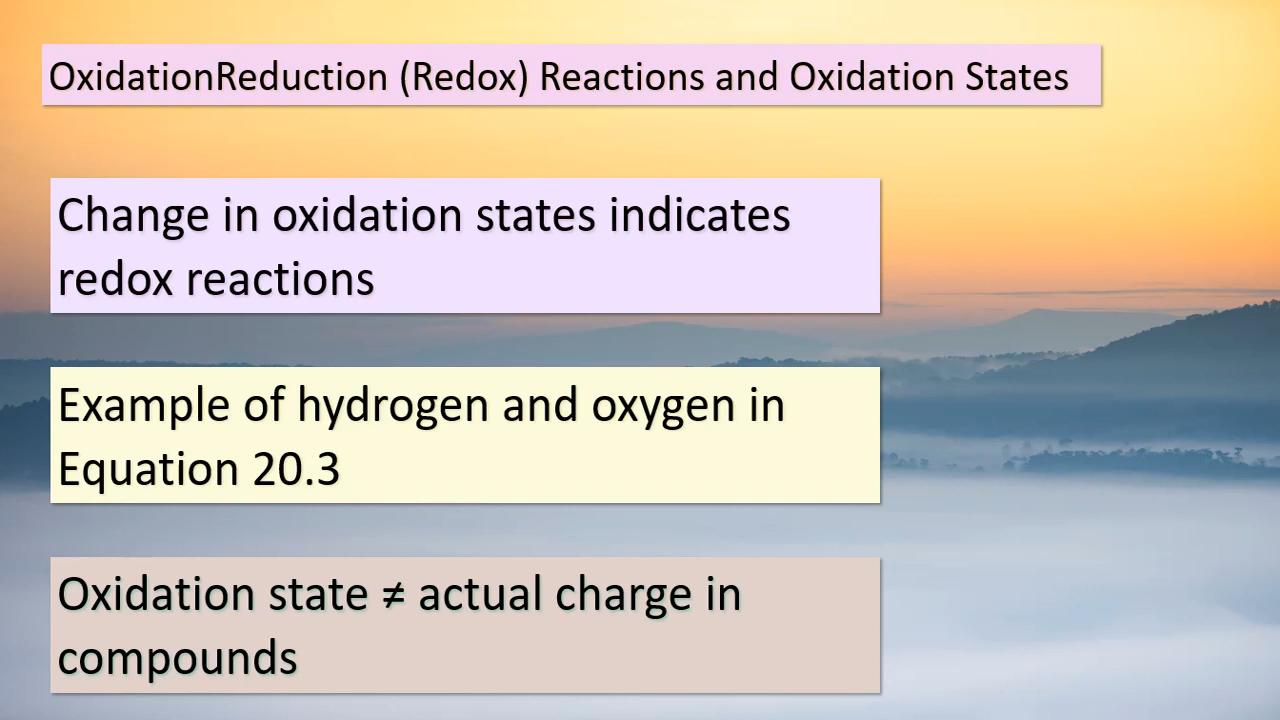 OxidationReduction (Redox) Reactions and Oxidation States
Change in oxidation states indicates
redox reactions
Example of hydrogen and oxygen in
Equation 20.3
Oxidation state ≠ actual charge in
compounds